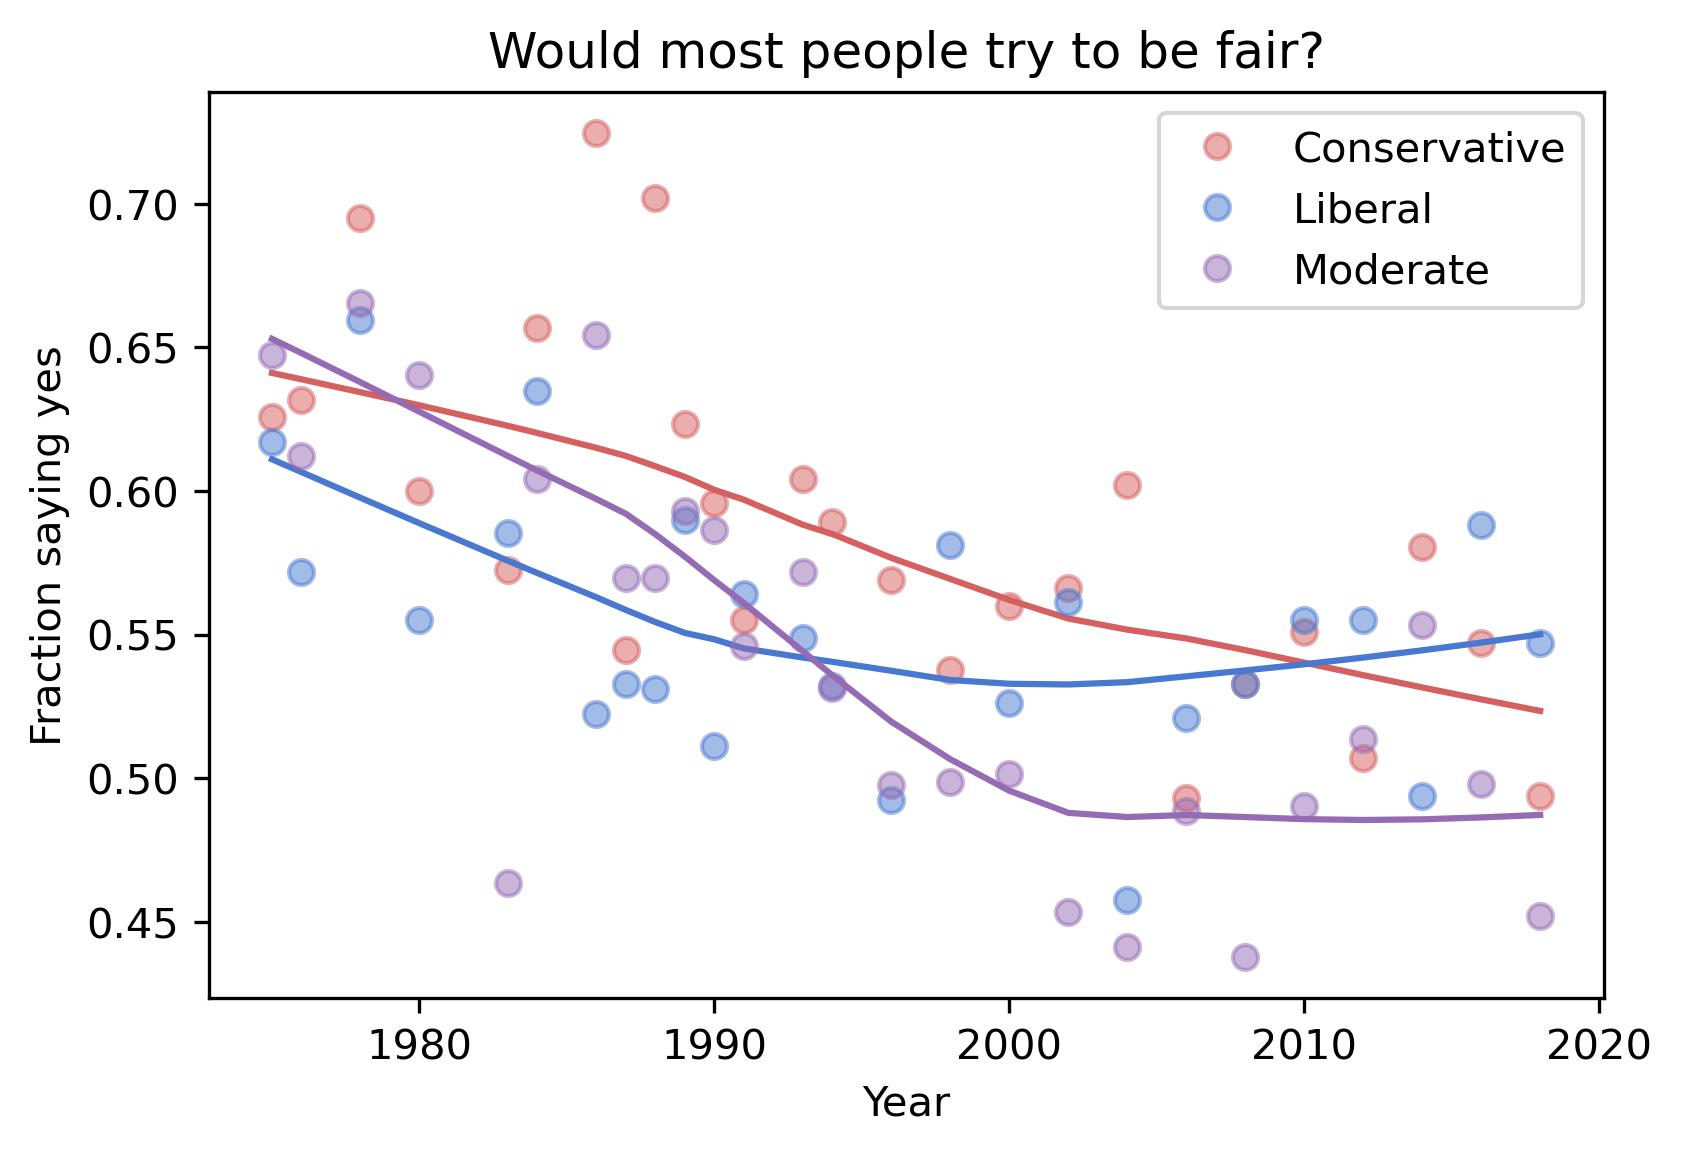 Would most people try to be fair?
Conservative
Liberal
Moderate
Fraction saying yes
0.70
0.65
0.60
0.55
0.50
0.45
1980 1990 2000 2010 2020
Year